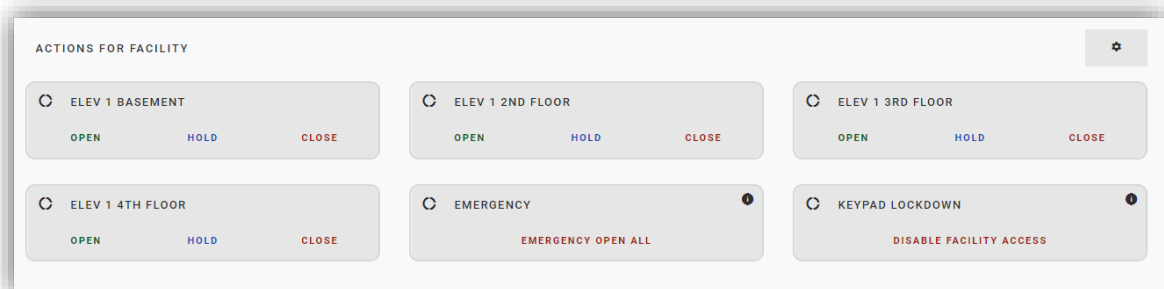 ACTIONS FOR FACILITY
ELEV 1 BASEMENT
OPEN HOLD CLOSE
ELEV 1 2ND FLOOR
OPEN HOLD CLOSE
ELEV 1 3RD FLOOR
OPEN HOLD CLOSE
ELEV 1 4TH FLOOR
OPEN HOLD CLOSE
EMERGENCY
EMERGENCY OPEN ALL
KEYPAD LOCKDOWN
DISABLE FACILITY ACCESS